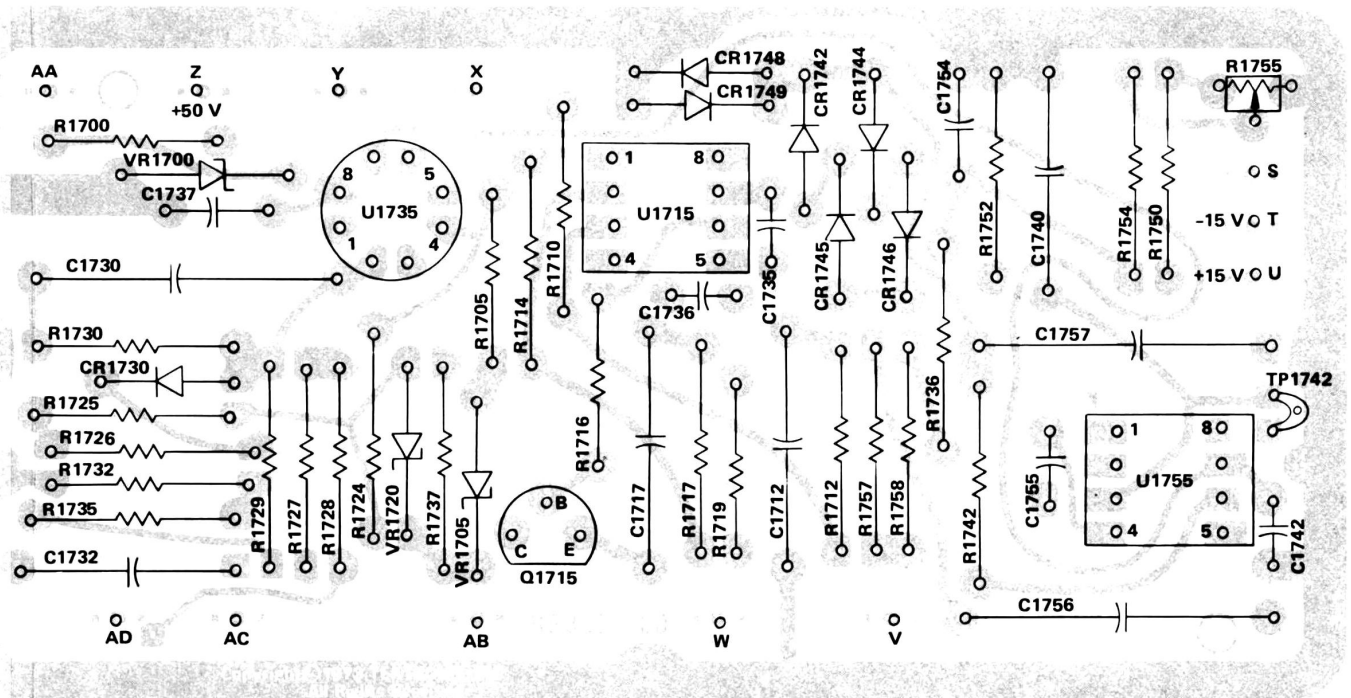 AA
Z
+50 V
Y
X
CR1748
CR1749
CR1742
CR1744
C1754
R1755
R1700
VR1700
C1737
8
5
U1735
1
4
1
8
U1715
4
5
S
-15 V
T
+15 V
U
C1730
R1705
R1714
R1710
C1736
C1735
CR1745
CR1746
R1752
C1740
R1754
R1750
R1730
CR1730
R1725
R1726
R1732
R1735
C1732
R1729
R1727
R1728
R1724
VR1720
R1737
VR1705
R1716
B
C
E
Q1715
C1717
R1717
R1719
C1712
R1712
R1757
R1758
R1736
C1757
TP1742
R1742
C1755
1
8
U1755
4
5
C1742
C1756
AD
AC
AB
W
V